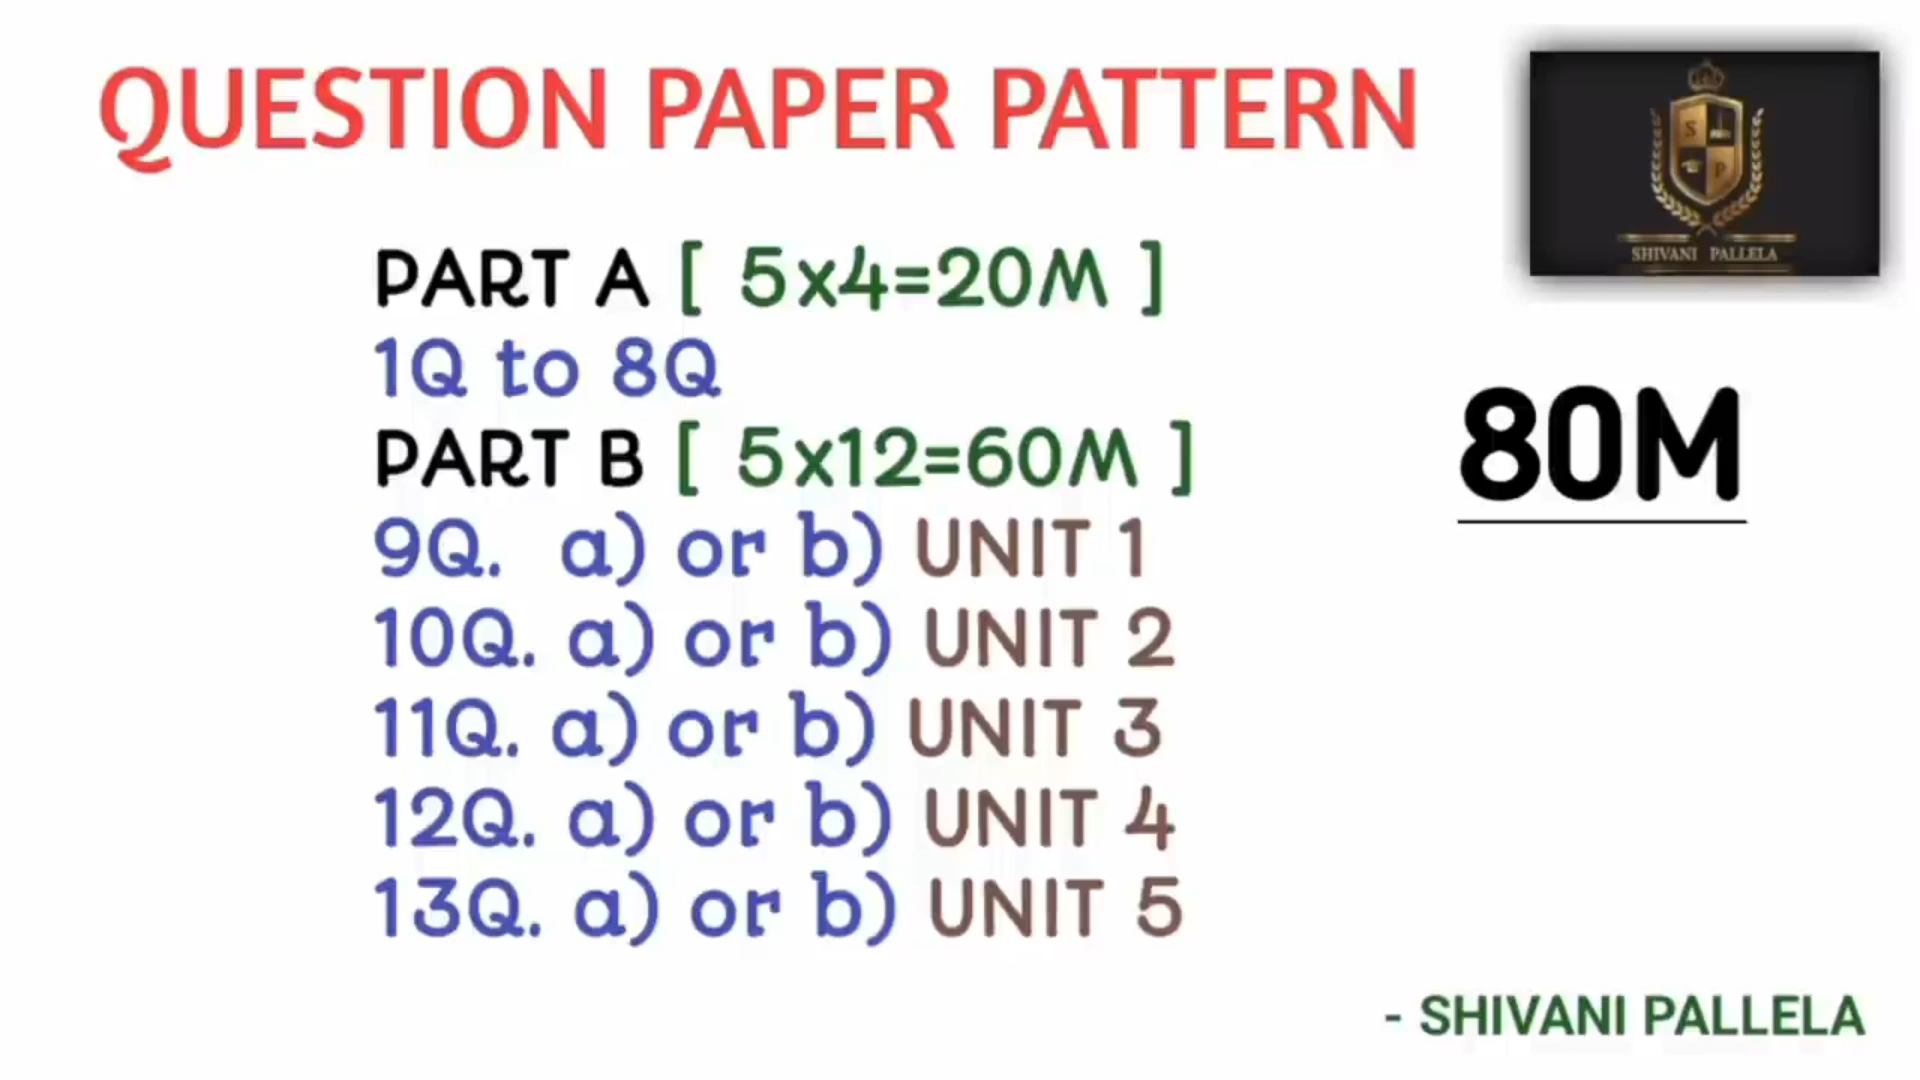 QUESTION PAPER PATTERN
S
P
SHIVANI PALLELA
PART A [ 5x4=20M ]
1Q to 8Q
80M
PART B [ 5x12=60M ]
9Q. a) or b) UNIT 1
10Q. a) or b) UNIT 2
11Q. a) or b) UNIT 3
12Q. a) or b) UNIT 4
13Q. a) or b) UNIT 5
- SHIVANI PALLELA